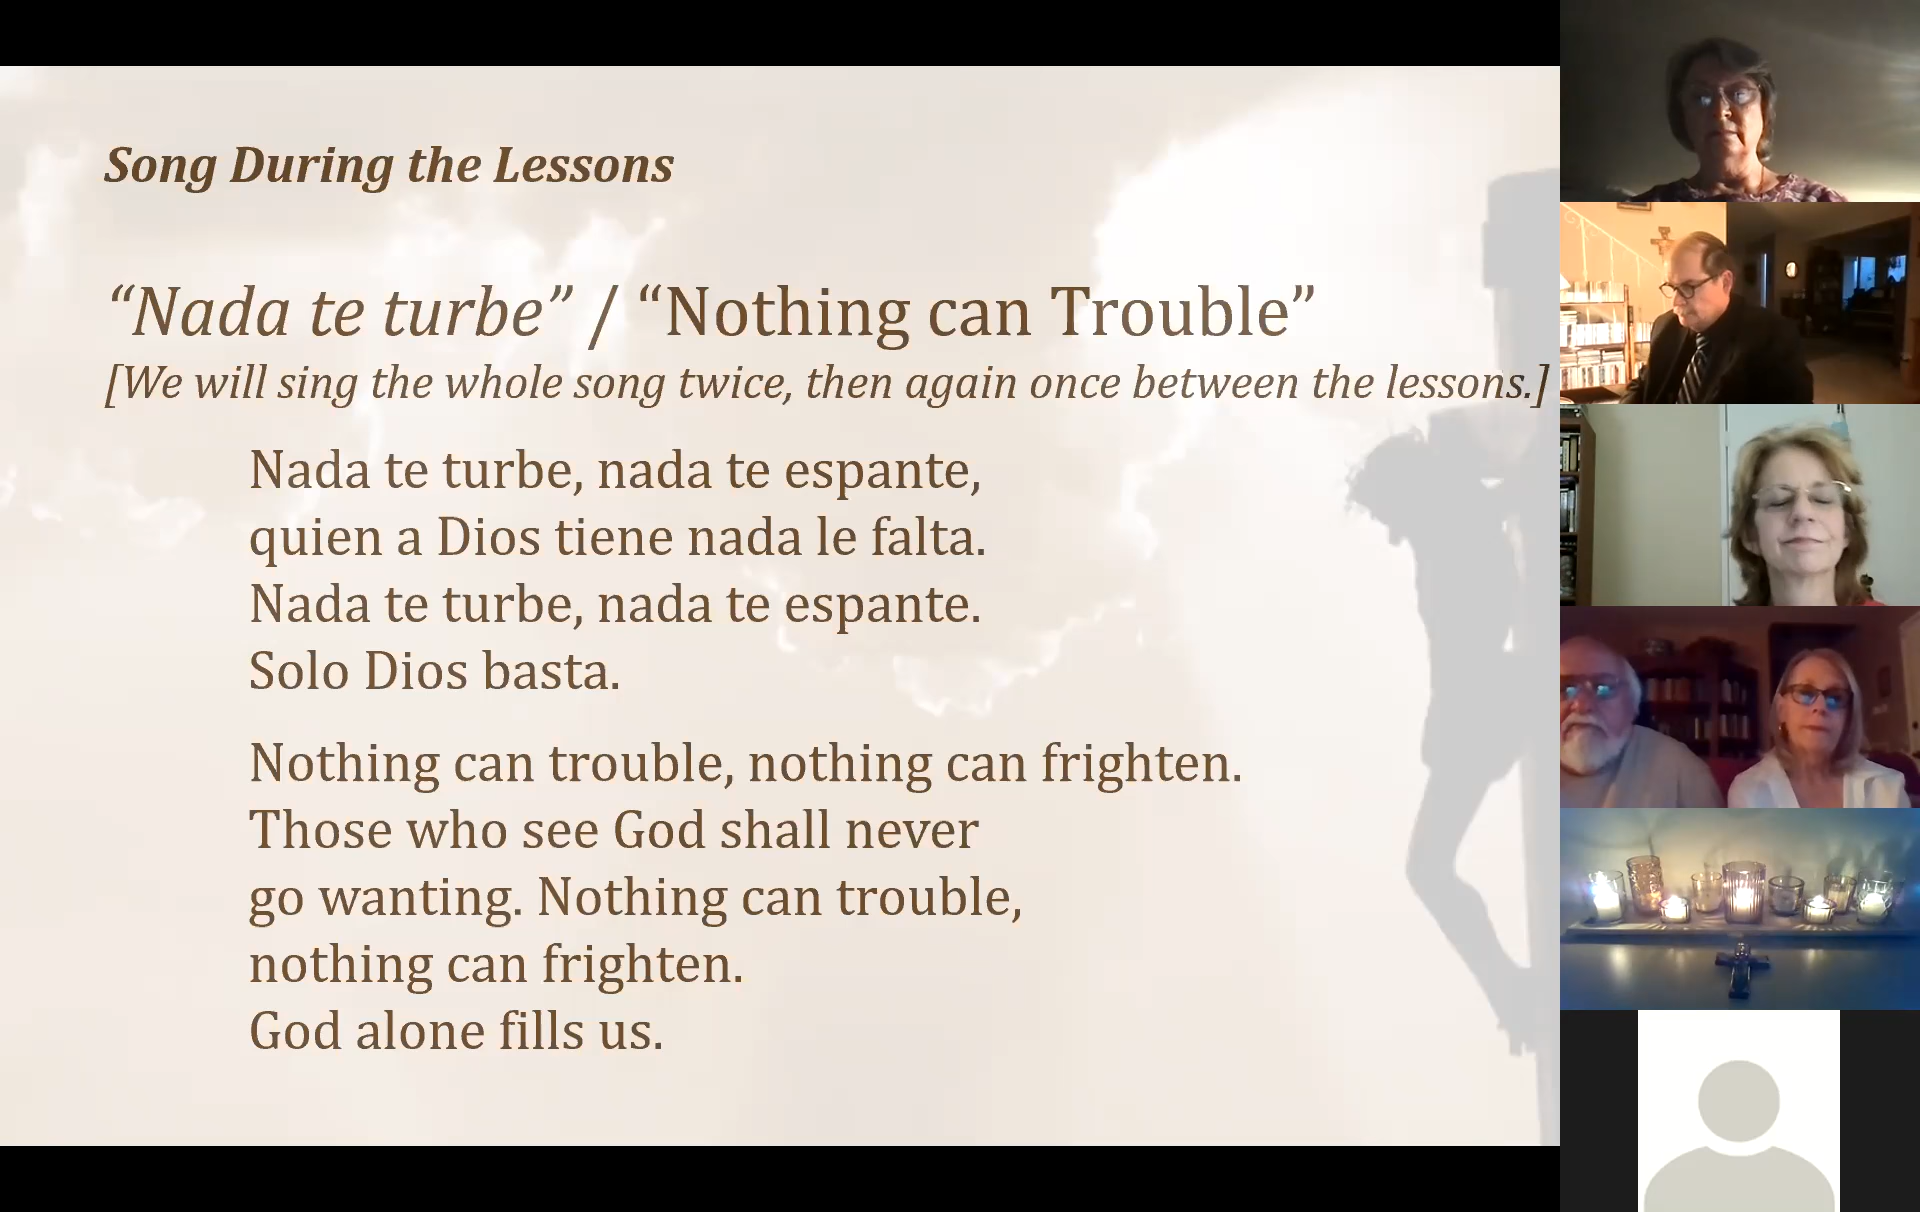 Song During the Lessons
“Nada te turbe” / “Nothing can Trouble”
[We will sing the whole song twice, then again once between the lessons.]
Nada te turbe, nada te espante,
quien a Dios tiene nada le falta.
Nada te turbe, nada te espante.
Solo Dios basta.
Nothing can trouble, nothing can frighten.
Those who see God shall never
go wanting. Nothing can trouble,
nothing can frighten.
God alone fills us.